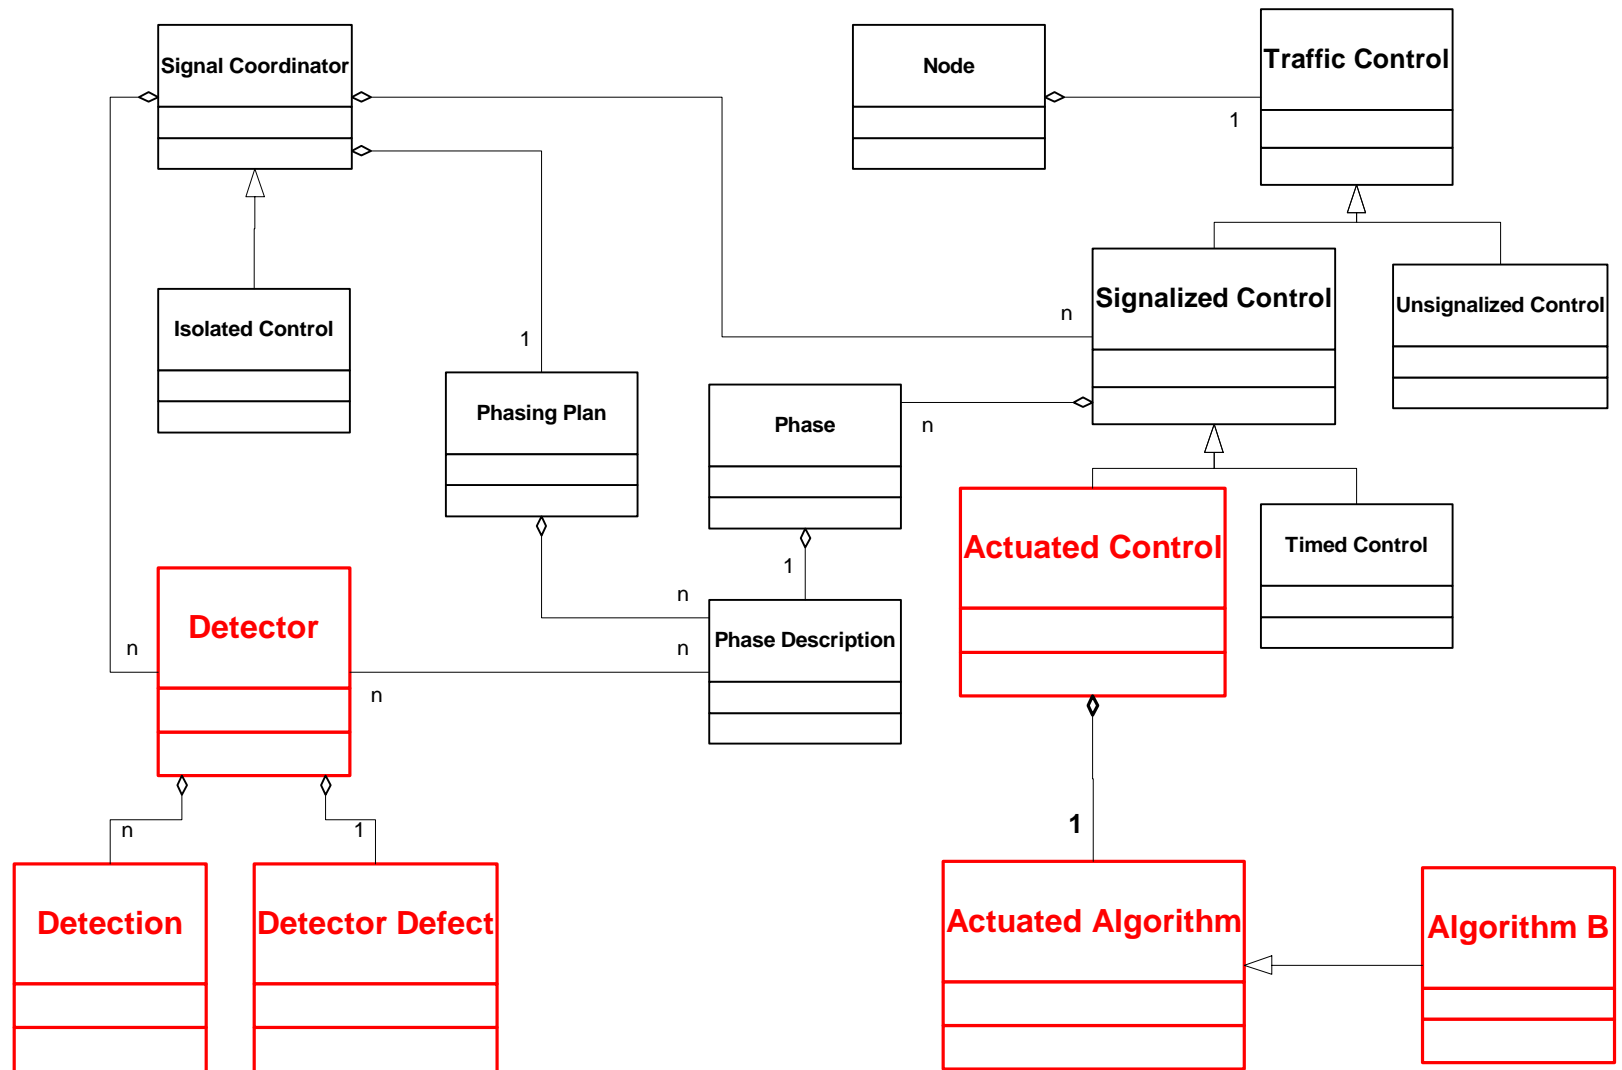 Signal Coordinator
Node
Traffic Control
1
Isolated Control
1
n
Signalized Control
Unsignalized Control
Phasing Plan
Phase
n
Actuated Control
Timed Control
1
n
Detector
n
n
Phase Description
n
n
1
1
Detection
Detector Defect
Actuated Algorithm
Algorithm B